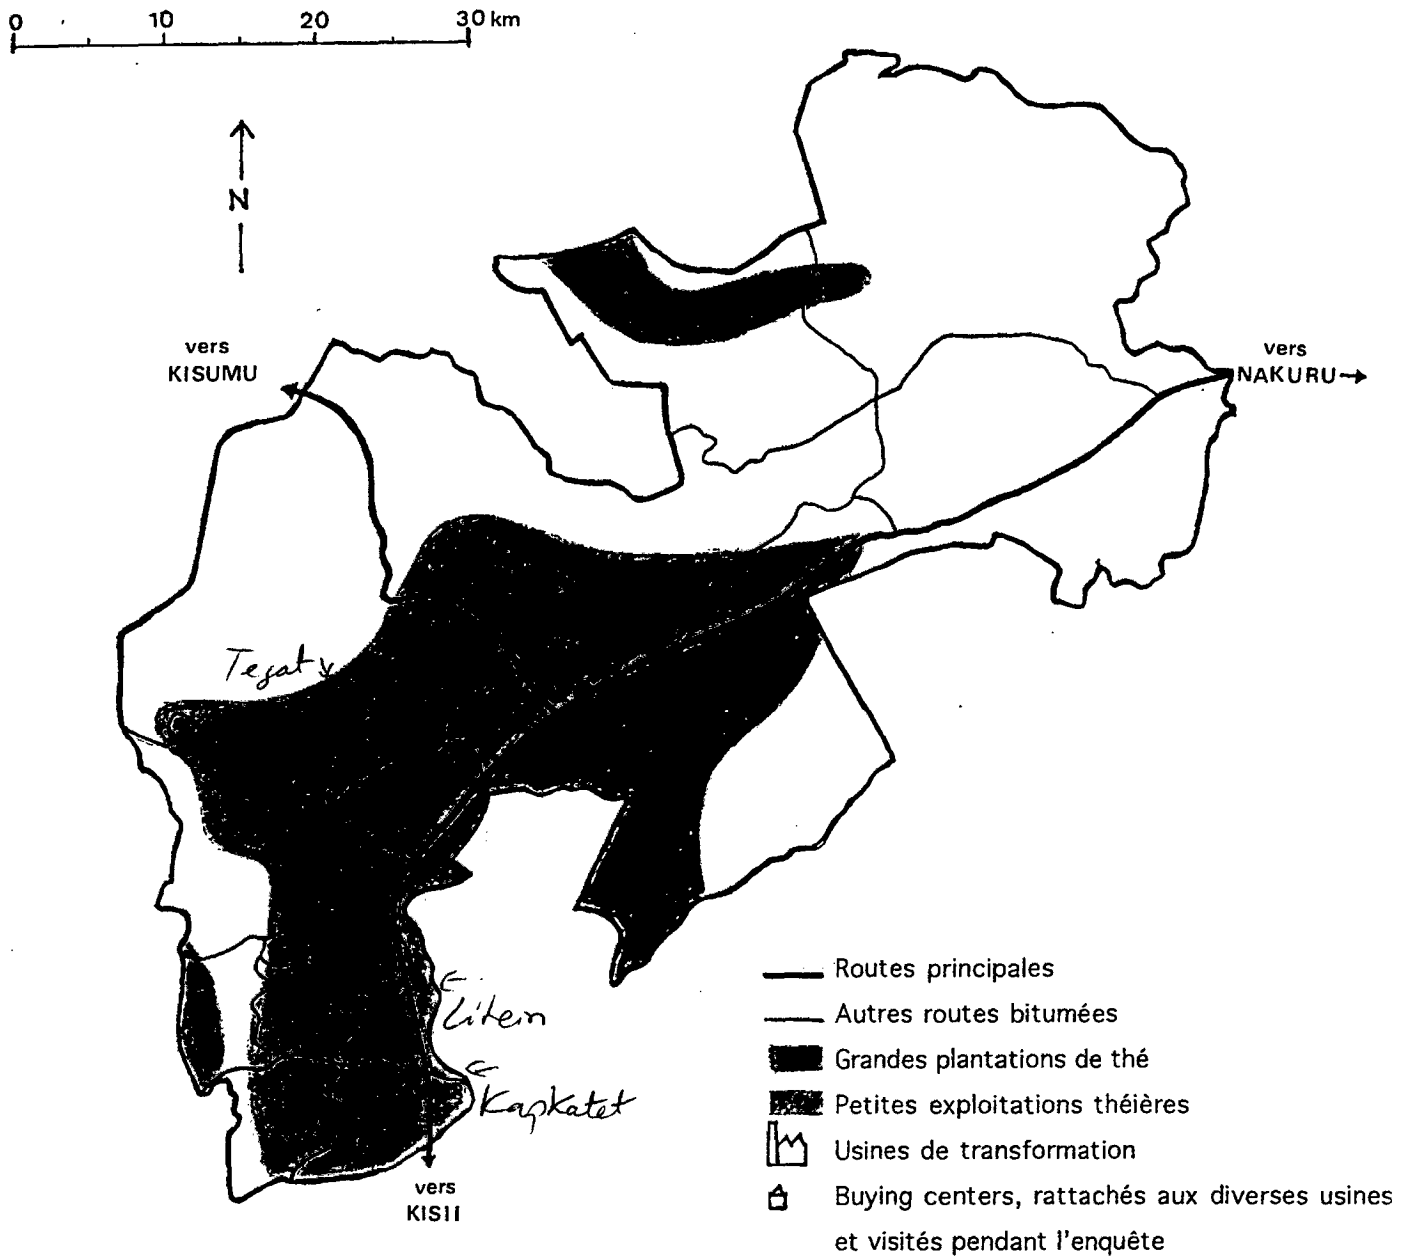 0 10 20 30 km
N
vers
KISUMU
vers
NAKURU
Tegat
Litein
Kapkatet
vers
KISII
Routes principales
Autres routes bitumées
Grandes plantations de thé
Petites exploitations théières
Usines de transformation
Buying centers, rattachés aux diverses usines
et visités pendant l'enquête